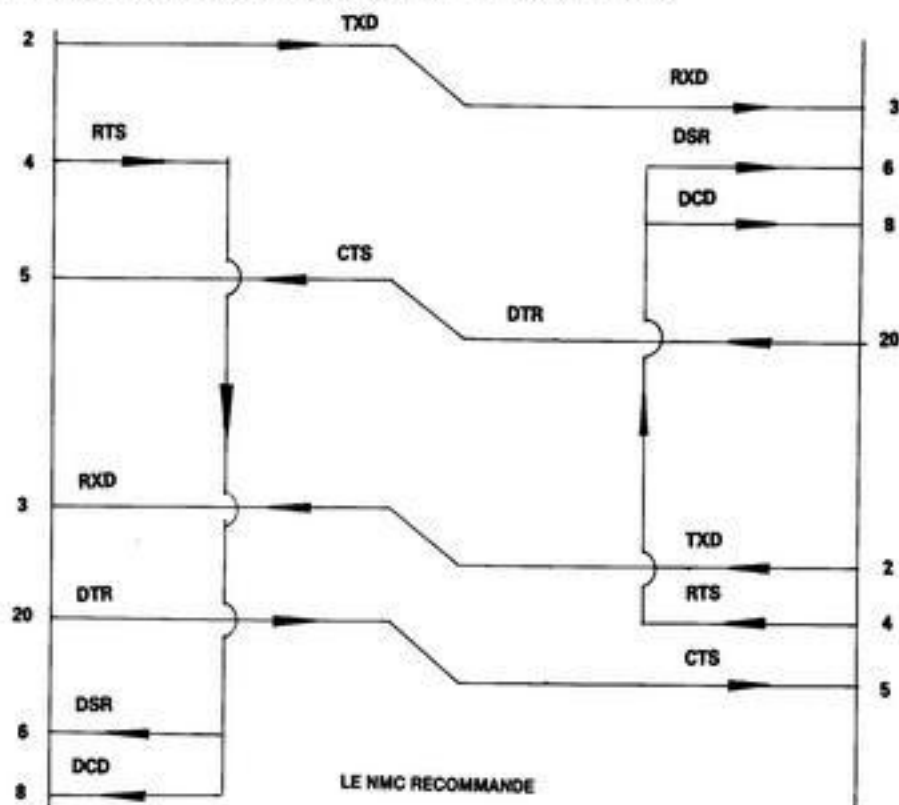 2 TXD
RXD 3
RTS DSR
4 6
DCD 8
5 CTS
DTR 20
RXD
3
TXD 2
DTR RTS
20 4
CTS 5
DSR
6
DCD
8
LE NMC RECOMMANDE